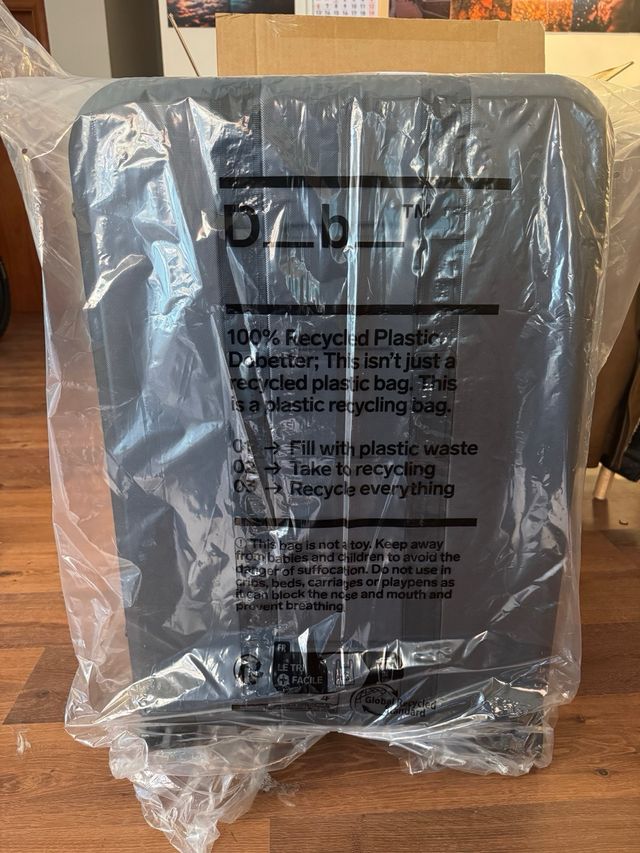 D__b__™
100% Recycled Plastic
Dobetter; This isn't just a
recycled plastic bag. This
is a plastic recycling bag.
01 → Fill with plastic waste
02 → Take to recycling
03 → Recycle everything
This bag is not a toy. Keep away
from babies and children to avoid the
danger of suffocation. Do not use in
cribs, beds, carriages or playpens as
it can block the nose and mouth and
prevent breathing.
FR
LE TRI
+ FACILE
Global Recycled
Standard